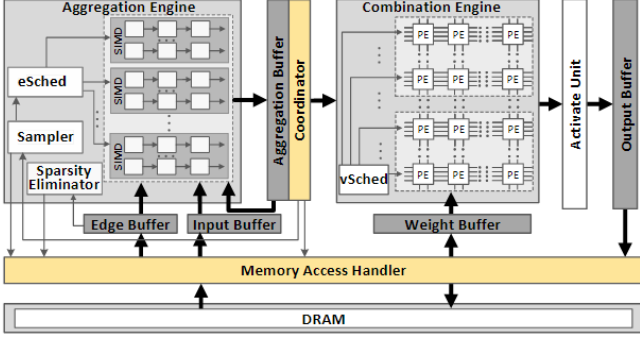 Aggregation Engine
Combination Engine
SIMD
SIMD
SIMD
eSched
Sampler
Sparsity
Eliminator
Aggregation Buffer
Coordinator
PE
PE
PE
PE
PE
PE
PE
PE
PE
PE
PE
PE
vSched
Activate Unit
Output Buffer
Edge Buffer
Input Buffer
Weight Buffer
Memory Access Handler
DRAM